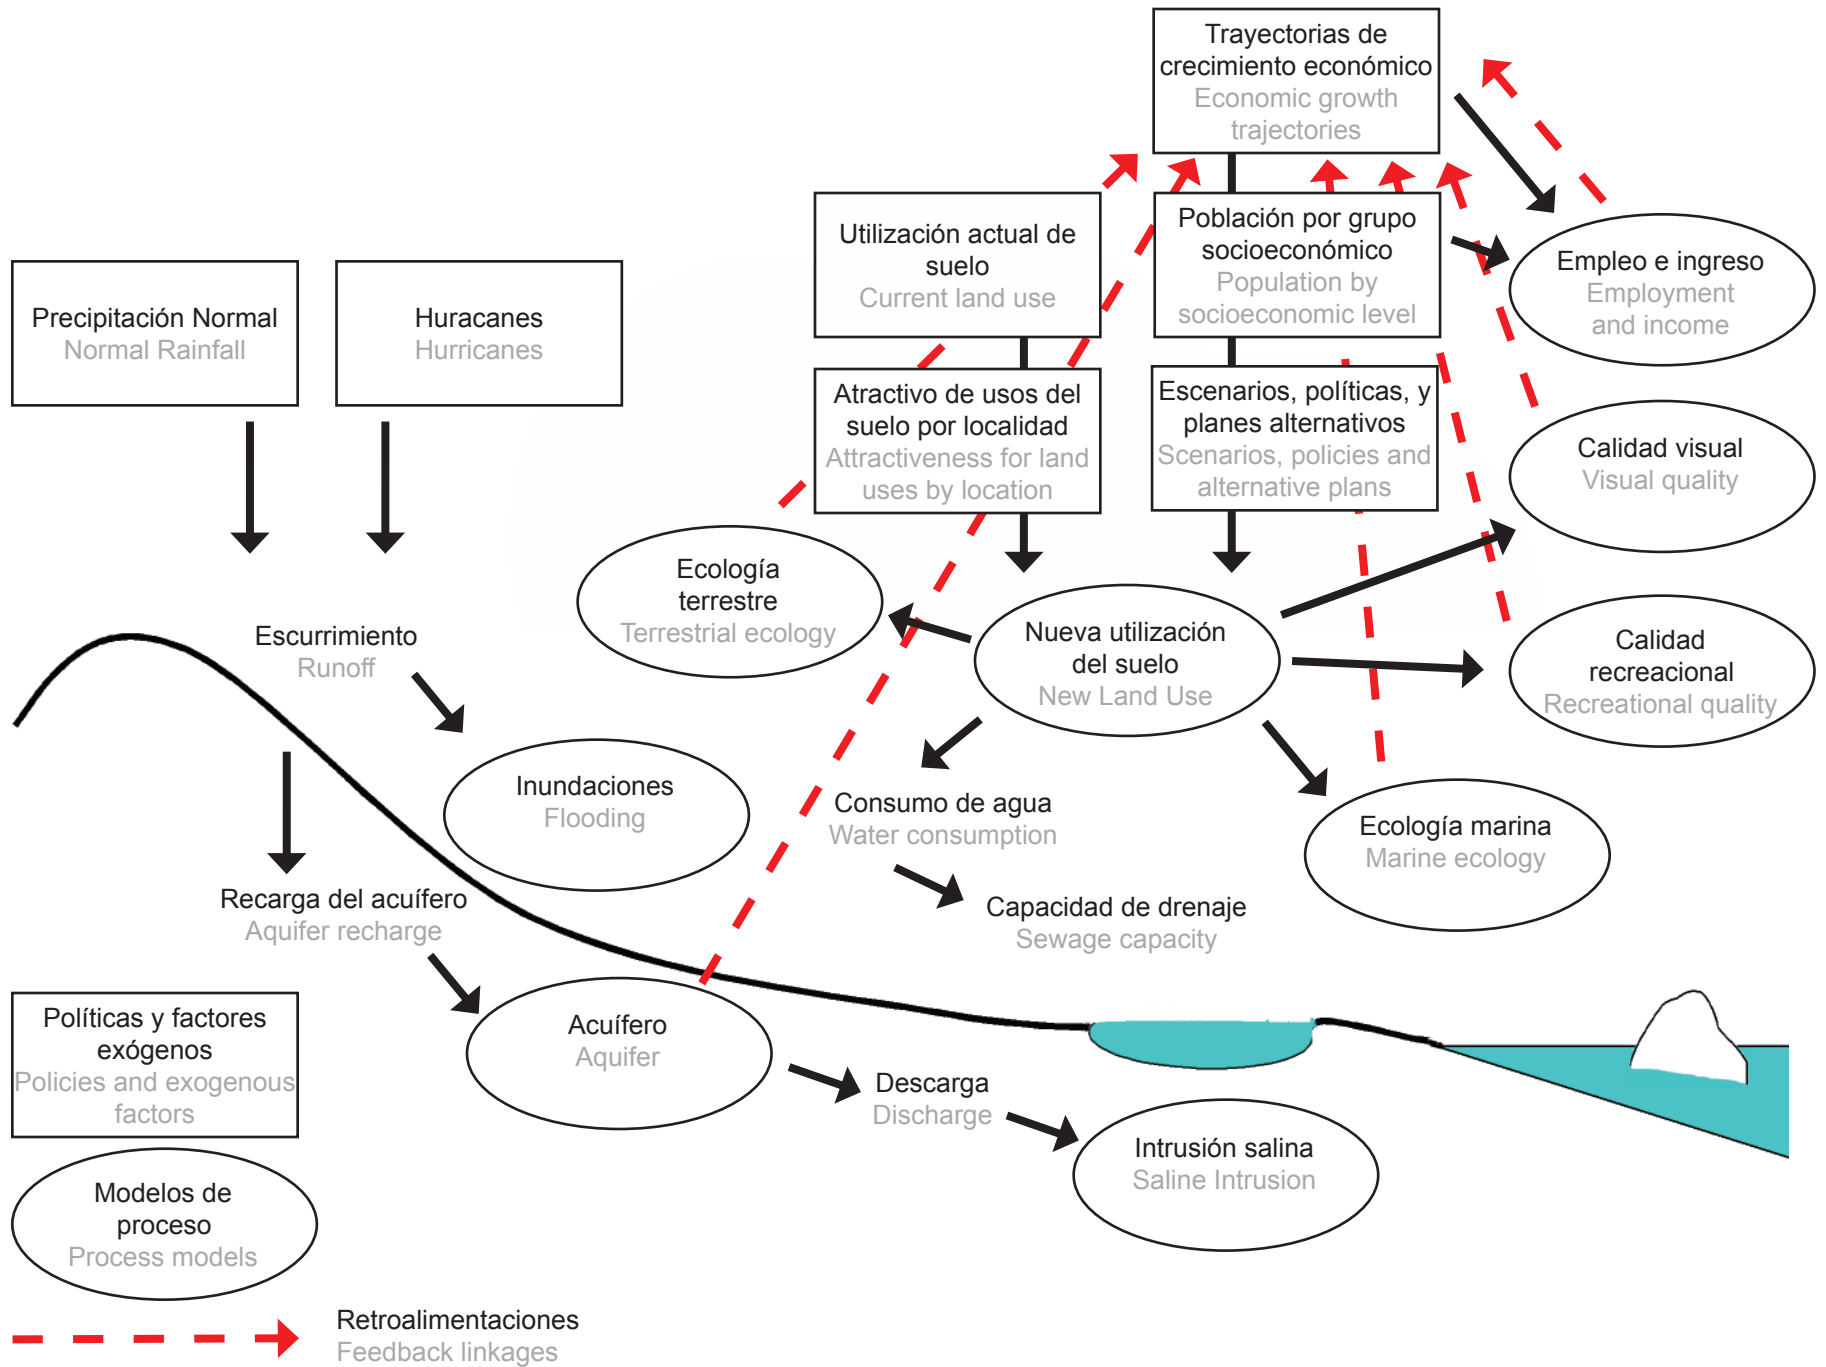 Trayectorias de
crecimiento económico
Economic growth
trajectories
Utilización actual de
suelo
Current land use
Población por grupo
socioeconómico
Population by
socioeconomic level
Empleo e ingreso
Employment
and income
Precipitación Normal
Normal Rainfall
Huracanes
Hurricanes
Atractivo de usos del
suelo por localidad
Attractiveness for land
uses by location
Escenarios, políticas, y
planes alternativos
Scenarios, policies and
alternative plans
Calidad visual
Visual quality
Ecología
terrestre
Terrestrial ecology
Nueva utilización
del suelo
New Land Use
Calidad
recreacional
Recreational quality
Escurrimiento
Runoff
Inundaciones
Flooding
Consumo de agua
Water consumption
Ecología marina
Marine ecology
Recarga del acuífero
Aquifer recharge
Capacidad de drenaje
Sewage capacity
Políticas y factores
exógenos
Policies and exogenous
factors
Acuífero
Aquifer
Descarga
Discharge
Intrusión salina
Saline Intrusion
Modelos de
proceso
Process models
Retroalimentaciones
Feedback linkages